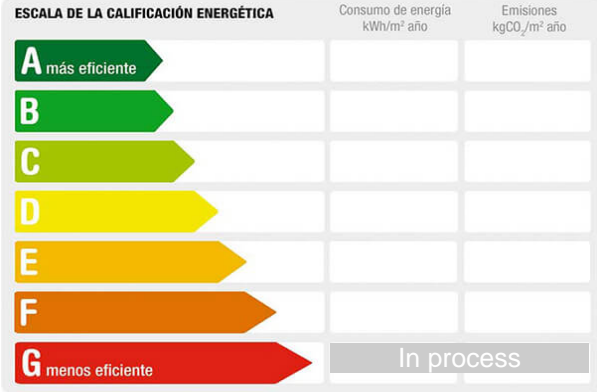 ESCALA DE LA CALIFICACIÓN ENERGÉTICA
Consumo de energía
kWh/m² año
Emisiones
kgCO₂/m² año
A más eficiente
B
C
D
E
F
G menos eficiente
In process